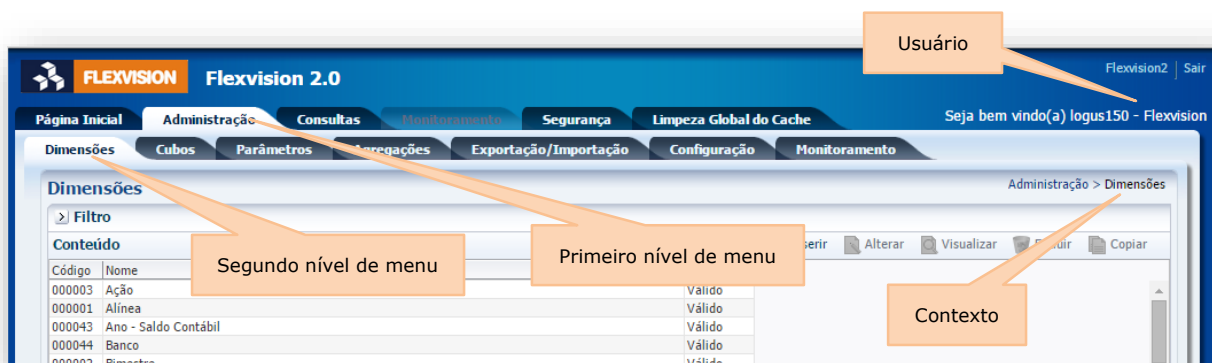 Usuário
FLEXVISION Flexvision 2.0
Flexvision2 Sair
Página Inicial Administração Consultas Monitoramento Segurança Limpeza Global do Cache
Seja bem vindo(a) logus150 - Flexvision
Dimensões Cubos Parâmetros Agregações Exportação/Importação Configuração Monitoramento
Dimensões
Administração > Dimensões
Filtro
Conteúdo
Alterar Visualizar Copiar
Segundo nível de menu
Primeiro nível de menu
Contexto
Código Nome
000003 Ação Válido
000001 Alínea Válido
000043 Ano - Saldo Contábil Válido
000044 Banco Válido